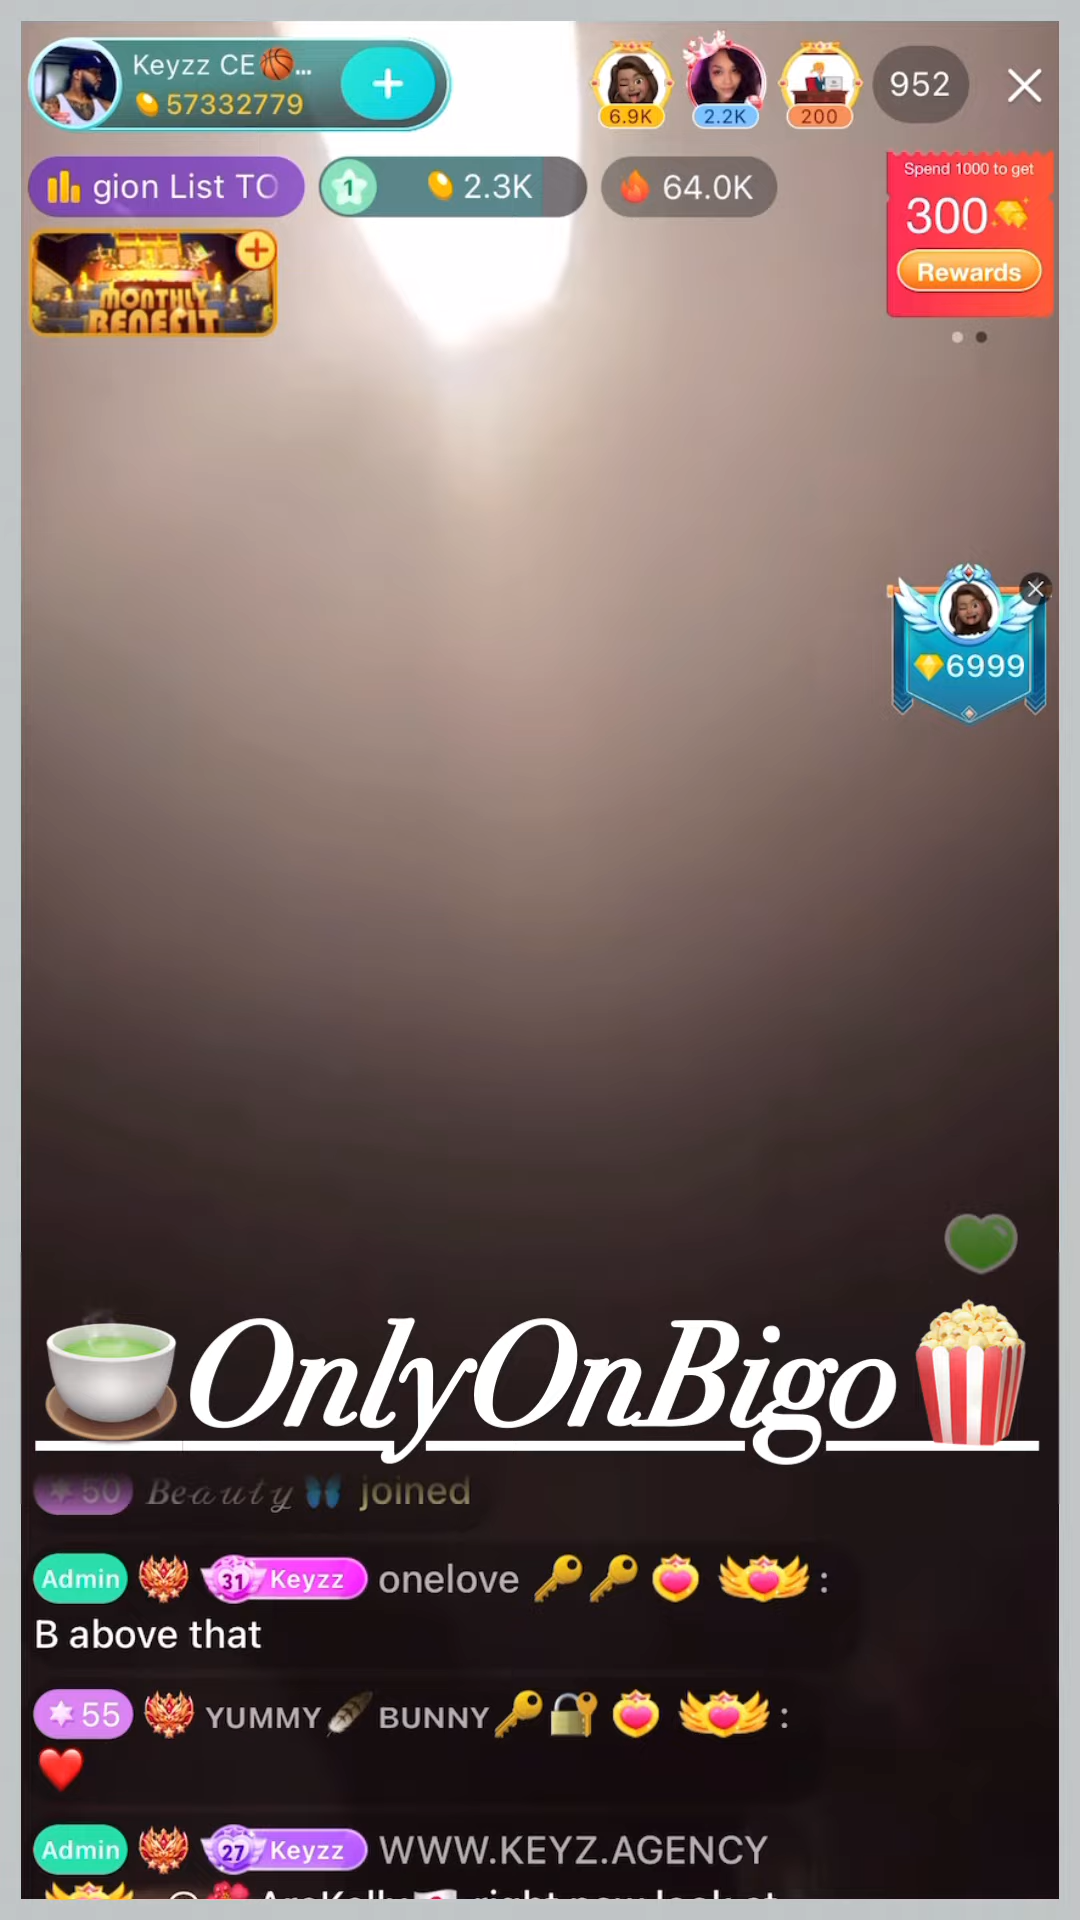 Keyzz CE🏀...
57332779
6.9K
2.2K
200
952
gion List TO
1
2.3K
64.0K
Spend 1000 to get
300
Rewards
MONTHLY
BENEFIT
6999
🍵OnlyOnBigo🍿
50 Beauty🦋 joined
Admin 31 Keyzz onelove 🔑🔑 :
B above that
55 YUMMY🪶BUNNY🔑🔐 :
❤️
Admin 27 Keyzz WWW.KEYZ.AGENCY